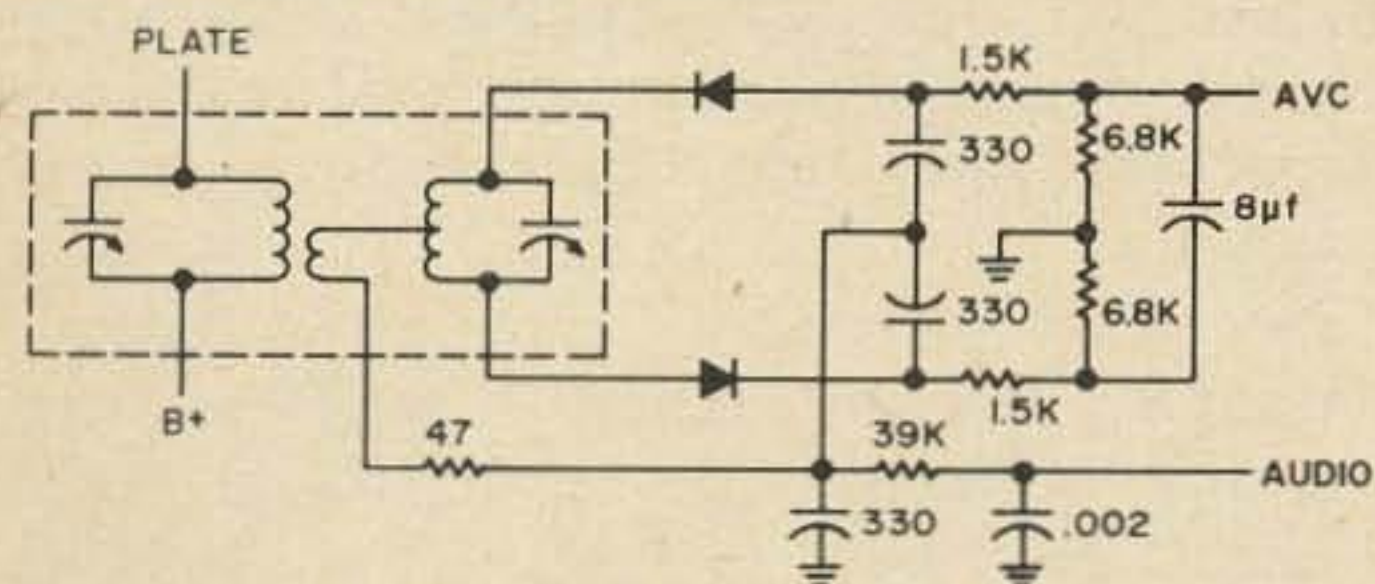 PLATE
1.5K
AVC
330
6.8K
8µf
330
6.8K
B+
1.5K
47
39K
AUDIO
330
.002